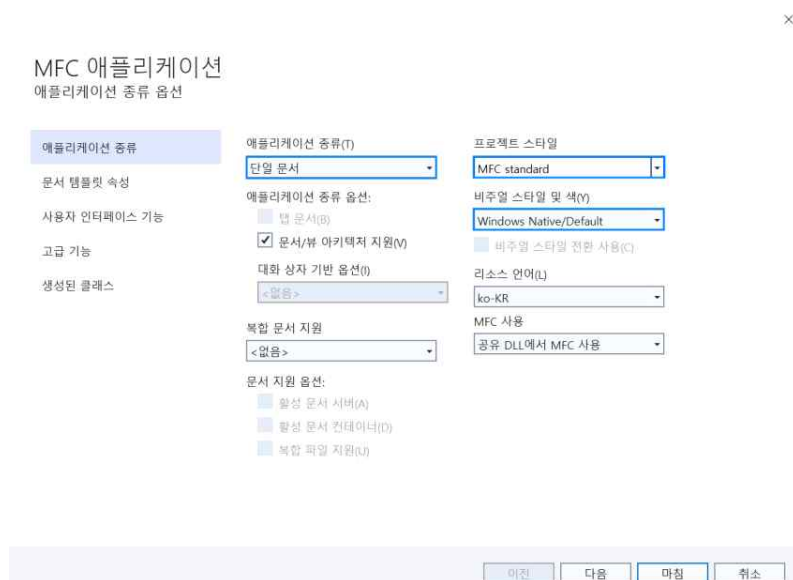 MFC 애플리케이션
애플리케이션 종류 옵션
애플리케이션 종류
문서 템플릿 속성
사용자 인터페이스 기능
고급 기능
생성된 클래스
애플리케이션 종류(T)
단일 문서
애플리케이션 종류 옵션:
탭 문서(B)
문서/뷰 아키텍처 지원(V)
대화 상자 기반 옵션(I)
<없음>
복합 문서 지원
<없음>
문서 지원 옵션:
활성 문서 서버(A)
활성 문서 컨테이너(D)
복합 파일 지원(U)
프로젝트 스타일
MFC standard
비주얼 스타일 및 색(Y)
Windows Native/Default
비주얼 스타일 전환 사용(C)
리소스 언어(L)
ko-KR
MFC 사용
공유 DLL에서 MFC 사용
이전 다음 마침 취소